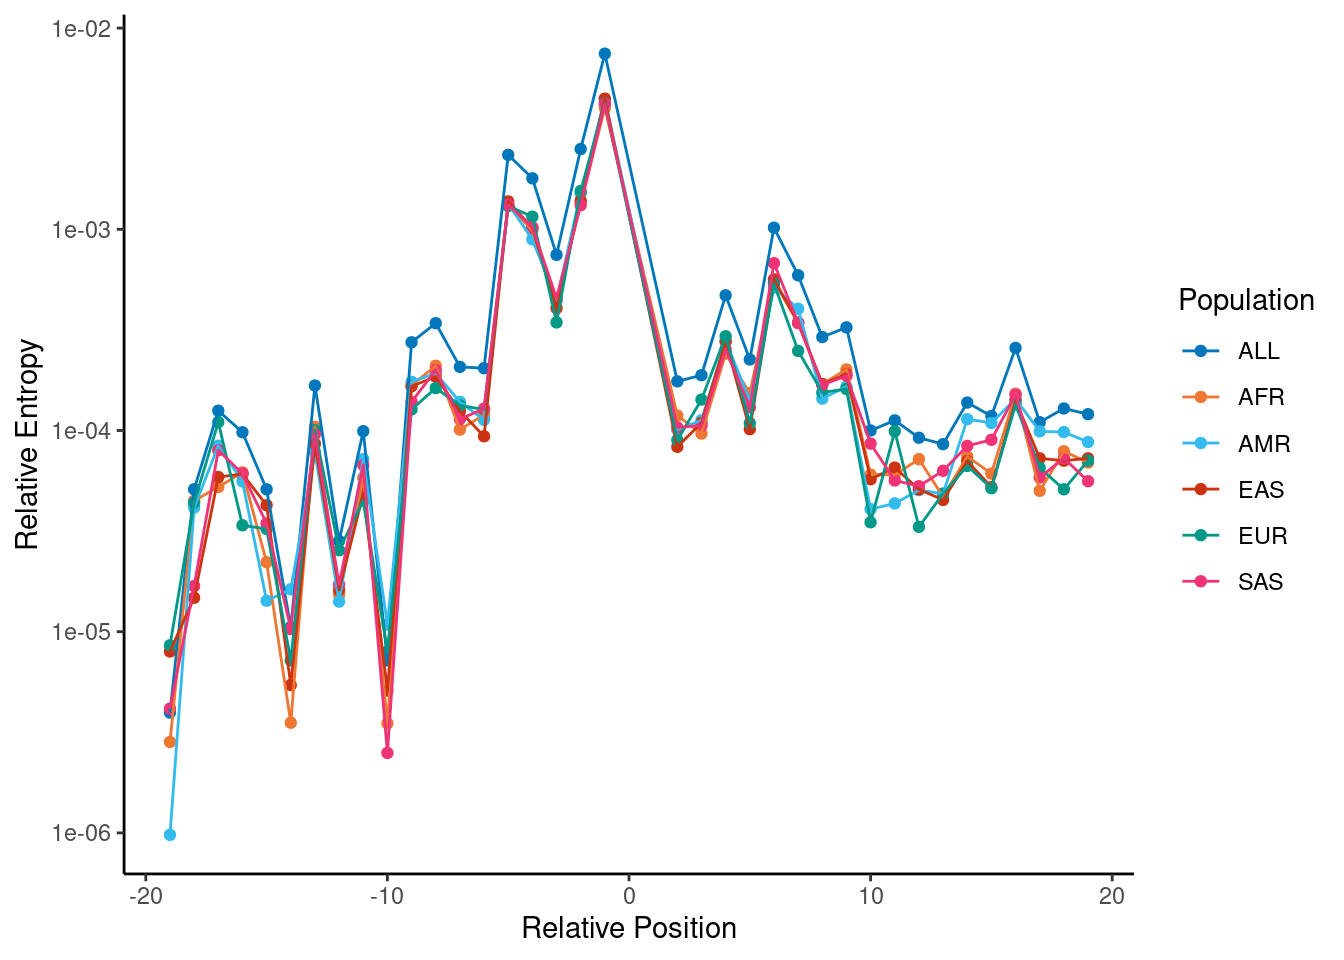 1e-02
1e-03
1e-04
1e-05
1e-06
Relative Entropy
-20
-10
0
10
20
Relative Position
Population
ALL
AFR
AMR
EAS
EUR
SAS